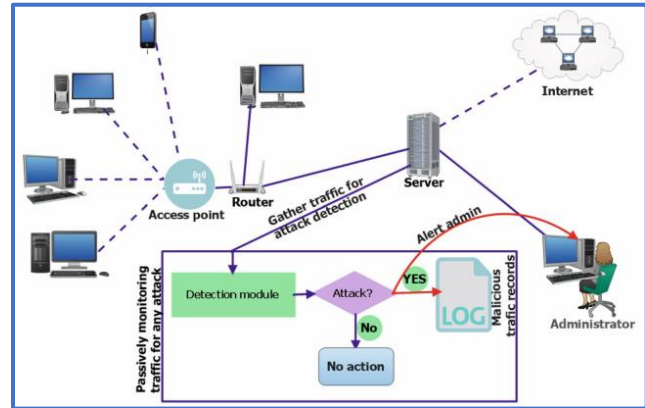 Internet
Server
Router
Access point
Gather traffic for
attack detection
Alert admin
Administrator
Passively monitoring
traffic for any attack
Detection module
Attack?
YES
No
No action
LOG
Malicious
trafic records